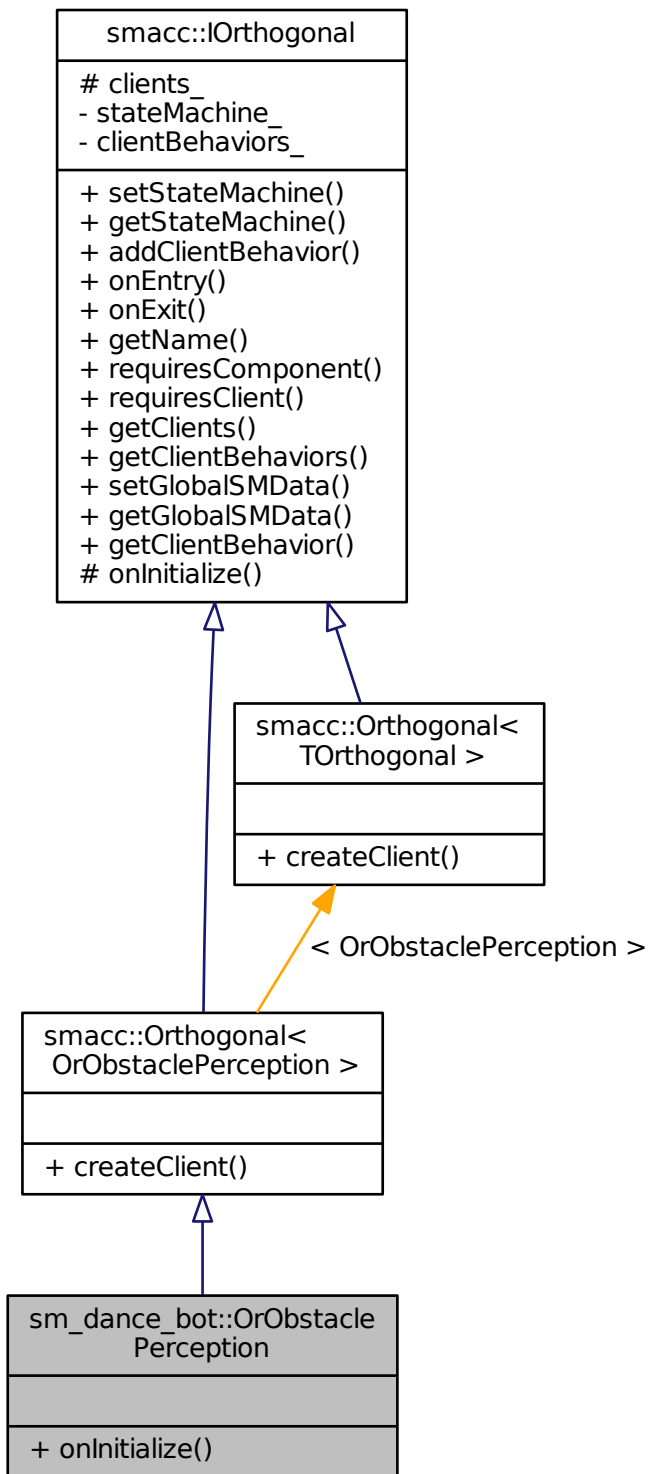 smacc::IOrthogonal
# clients_
- stateMachine_
- clientBehaviors_
+ setStateMachine()
+ getStateMachine()
+ addClientBehavior()
+ onEntry()
+ onExit()
+ getName()
+ requiresComponent()
+ requiresClient()
+ getClients()
+ getClientBehaviors()
+ setGlobalSMData()
+ getGlobalSMData()
+ getClientBehavior()
# onInitialize()
smacc::Orthogonal<
TOrthogonal >
+ createClient()
< OrObstaclePerception >
smacc::Orthogonal<
OrObstaclePerception >
+ createClient()
sm_dance_bot::OrObstacle
Perception
+ onInitialize()